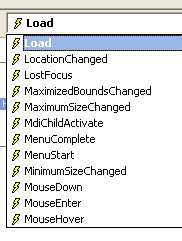 Load
Load
LocationChanged
LostFocus
MaximizedBoundsChanged
MaximumSizeChanged
MdiChildActivate
MenuComplete
MenuStart
MinimumSizeChanged
MouseDown
MouseEnter
MouseHover